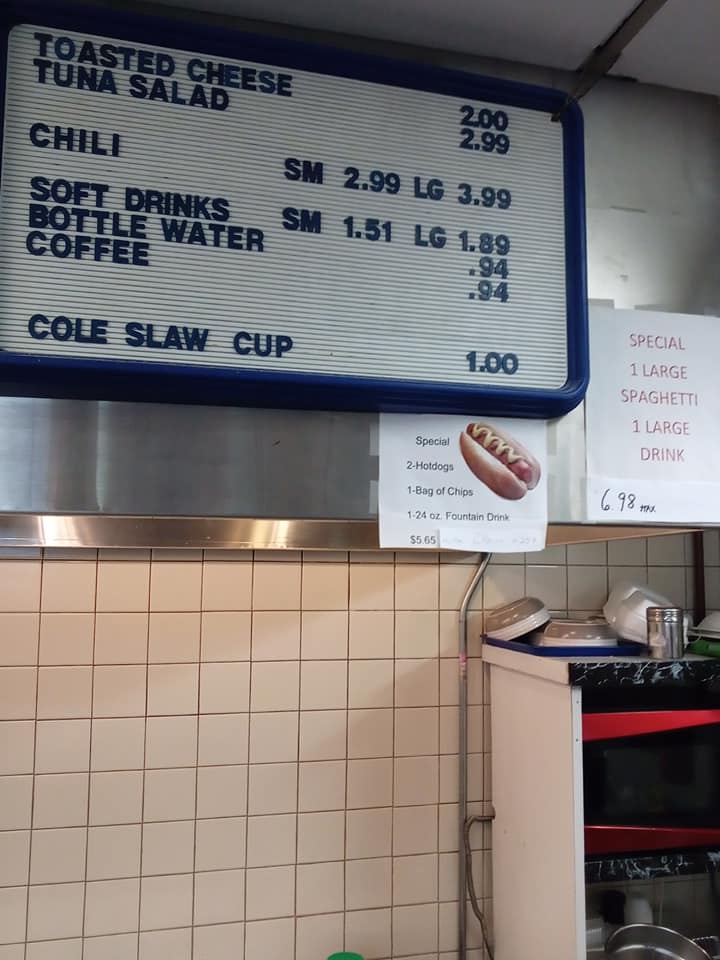 TOASTED CHEESE 2.00
TUNA SALAD 2.99
CHILI SM 2.99 LG 3.99
SOFT DRINKS SM 1.51 LG 1.89
BOTTLE WATER .94
COFFEE .94
COLE SLAW CUP 1.00
Special
2-Hotdogs
1-Bag of Chips
1-24 oz. Fountain Drink
$5.65
SPECIAL
1 LARGE
SPAGHETTI
1 LARGE
DRINK
6.98